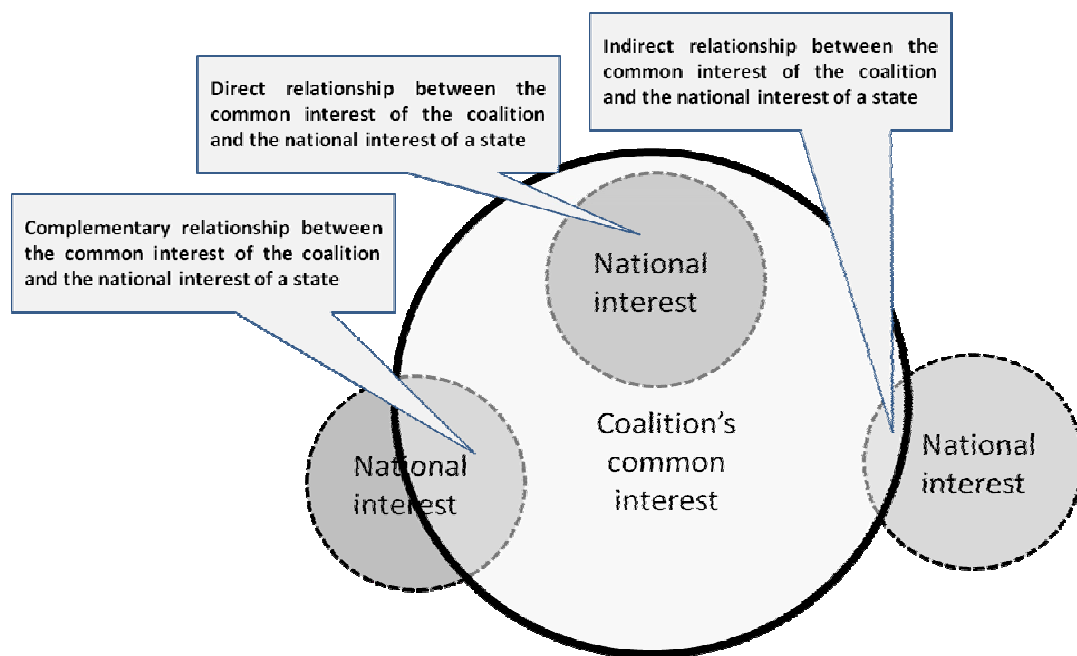 Indirect relationship between the
common interest of the coalition
and the national interest of a state
Direct relationship between the
common interest of the coalition
and the national interest of a state
Complementary relationship between
the common interest of the coalition
and the national interest of a state
National
interest
Coalition's
common
interest
National
interest
National
interest